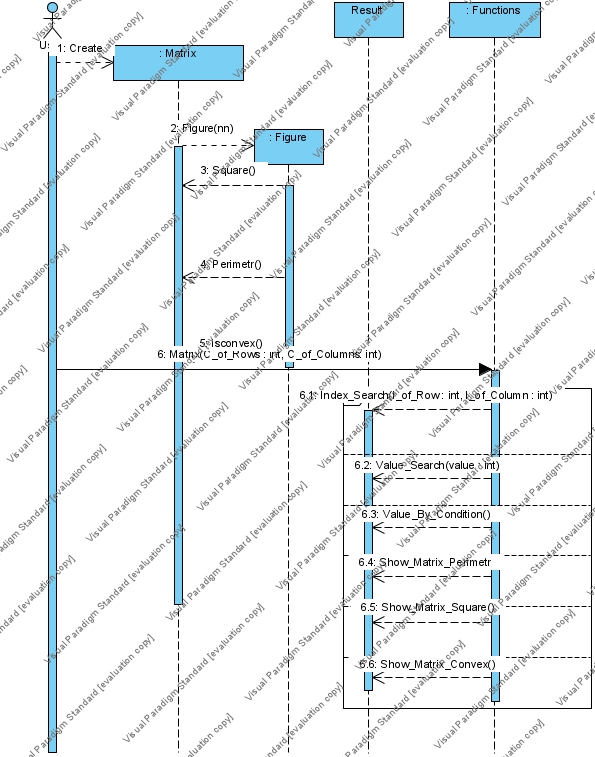 Result
: Functions
U:
1: Create
: Matrix
2: Figure(nn)
: Figure
3: Square()
4: Perimetr()
5: Isconvex()
6: Matrix(C_of_Rows : int, C_of_Columns : int)
6.1: Index_Search(I_of_Row : int, I_of_Column : int)
6.2: Value_Search(value : int)
6.3: Value_By_Condition()
6.4: Show_Matrix_Perimetr
6.5: Show_Matrix_Square()
6.6: Show_Matrix_Convex()
Visual Paradigm Standard [evaluation copy]